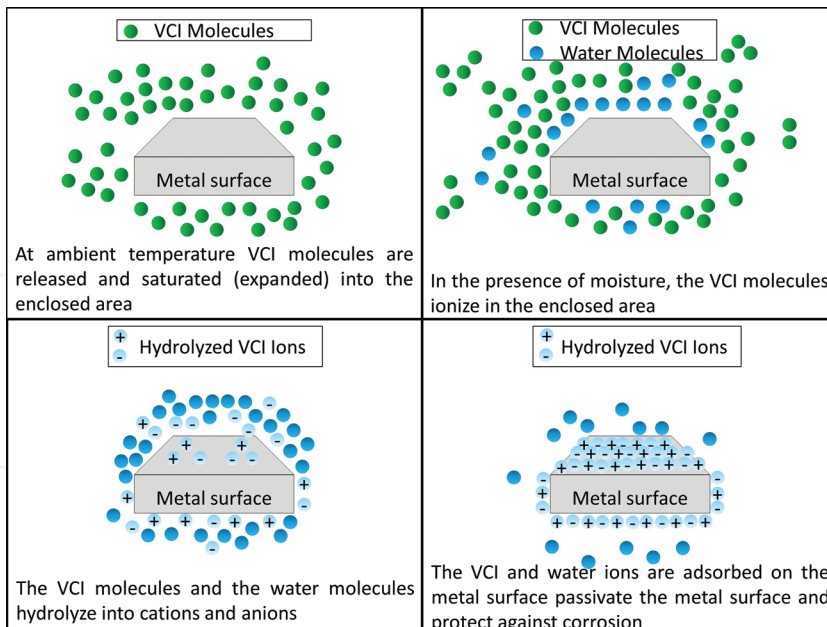 VCI Molecules
Metal surface
At ambient temperature VCI molecules are
released and saturated (expanded) into the
enclosed area
VCI Molecules
Water Molecules
Metal surface
In the presence of moisture, the VCI molecules
ionize in the enclosed area
+
-
Hydrolyzed VCI Ions
Metal surface
The VCI molecules and the water molecules
hydrolyze into cations and anions
+
-
Hydrolyzed VCI Ions
Metal surface
The VCI and water ions are adsorbed on the
metal surface passivate the metal surface and
protect against corrosion